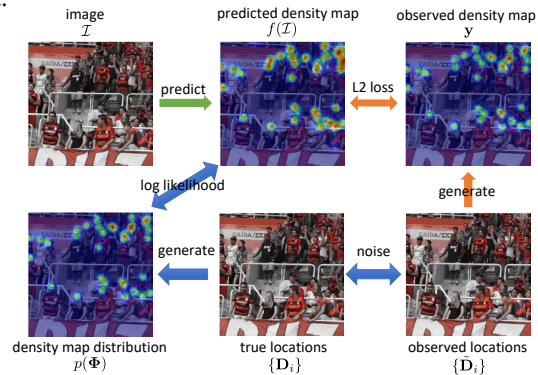 image
predicted density map
observed density map
𝓘
f(𝓘)
y
predict
L2 loss
log likelihood
generate
generate
noise
density map distribution
true locations
observed locations
p(Φ)
{D_i}
{D̃_i}